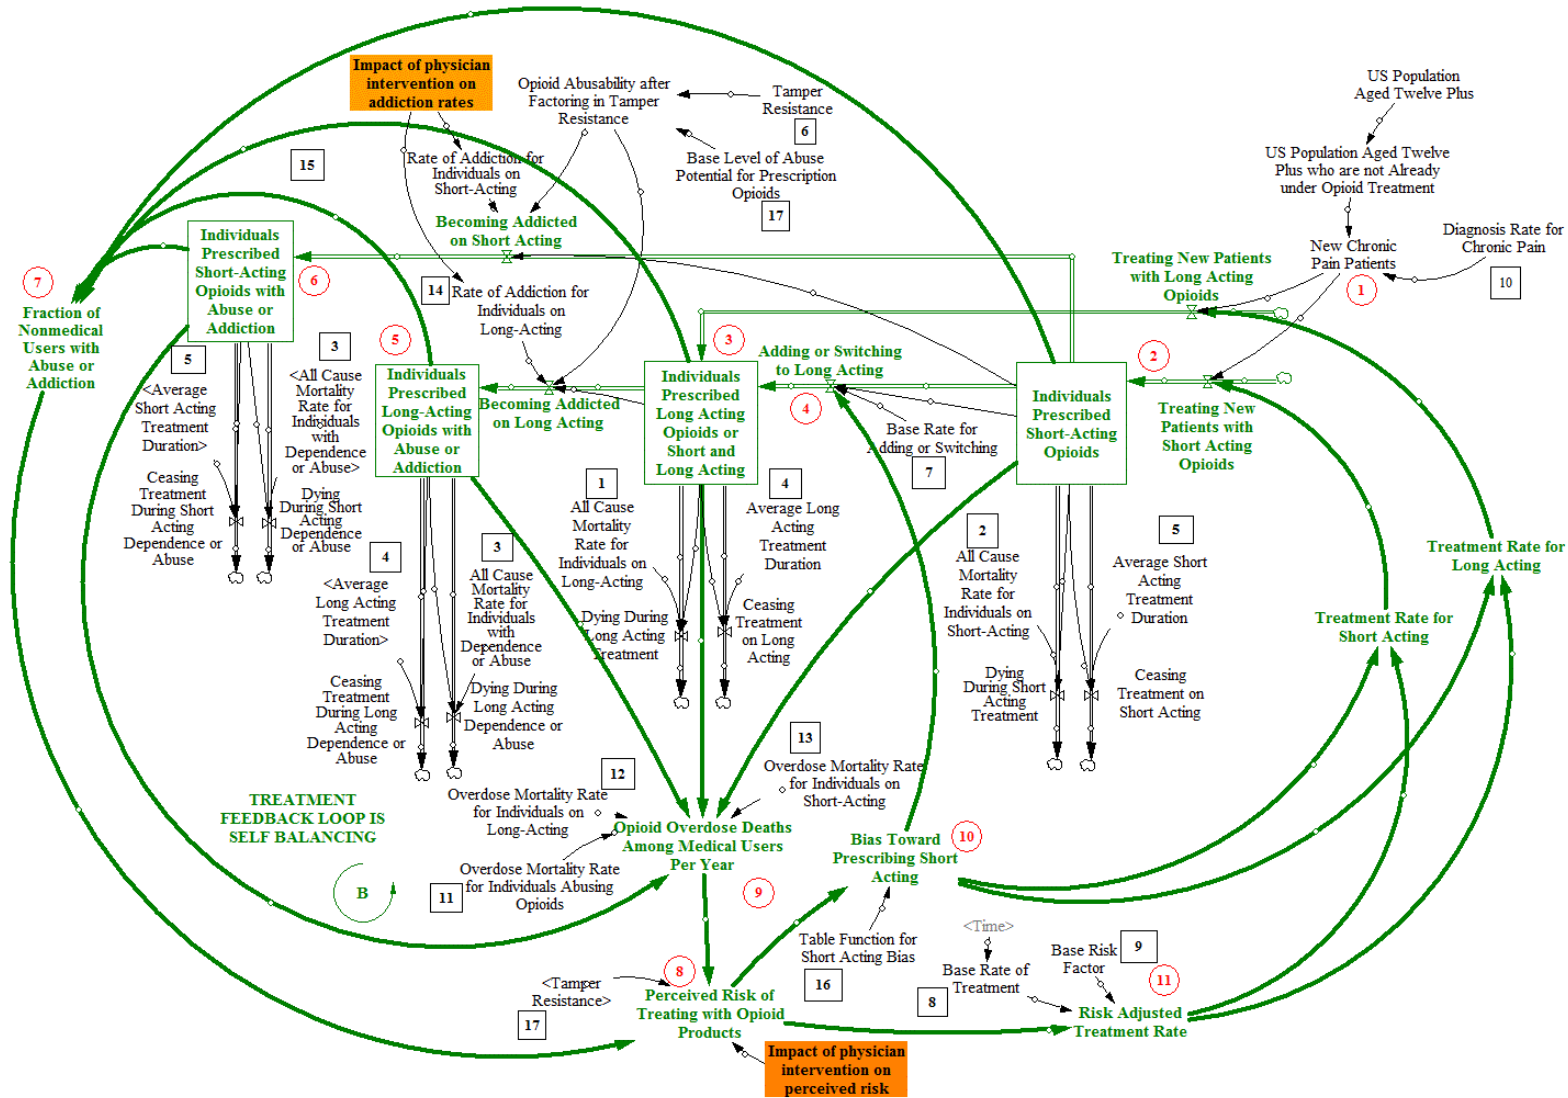 Impact of physician
intervention on
addiction rates
Opioid Abusability after
Factoring in Tamper
Resistance
Tamper
Resistance
6
US Population
Aged Twelve Plus
15
Rate of Addiction for
Individuals on
Short-Acting
Base Level of Abuse
Potential for Prescription
Opioids
17
US Population Aged Twelve
Plus who are not Already
under Opioid Treatment
Becoming Addicted
on Short Acting
Individuals
Prescribed
Short-Acting
Opioids with
Abuse or
Addiction
6
7
Fraction of
Nonmedical
Users with
Abuse or
Addiction
14
Rate of Addiction for
Individuals on
Long-Acting
Treating New Patients
with Long Acting
Opioids
New Chronic
Pain Patients
1
Diagnosis Rate for
Chronic Pain
10
5
<Average
Short Acting
Treatment
Duration>
3
<All Cause
Mortality
Rate for
Individuals
with
Dependence
or Abuse>
5
Individuals
Prescribed
Long-Acting
Opioids with
Abuse or
Addiction
Becoming Addicted
on Long Acting
3
Individuals
Prescribed
Long Acting
Opioids or
Short and
Long Acting
Adding or Switching
to Long Acting
4
Base Rate for
Adding or Switching
7
Individuals
Prescribed
Short-Acting
Opioids
2
Treating New
Patients with
Short Acting
Opioids
Ceasing
Treatment
During Short
Acting
Dependence or
Abuse
Dying
During Short
Acting
Dependence
or Abuse
4
<Average
Long Acting
Treatment
Duration>
3
All Cause
Mortality
Rate for
Individuals
with
Dependence
or Abuse
1
All Cause
Mortality
Rate for
Individuals on
Long-Acting
4
Average Long
Acting
Treatment
Duration
2
All Cause
Mortality
Rate for
Individuals on
Short-Acting
5
Average Short
Acting
Treatment
Duration
Treatment Rate for
Long Acting
Treatment Rate for
Short Acting
Ceasing
Treatment
During Long
Acting
Dependence or
Abuse
Dying During
Long Acting
Dependence or
Abuse
Dying During
Long Acting
Treatment
Ceasing
Treatment
on Long
Acting
Dying
During Short
Acting
Treatment
Ceasing
Treatment on
Short Acting
TREATMENT
FEEDBACK LOOP IS
SELF BALANCING
B
12
Overdose Mortality Rate
for Individuals on
Long-Acting
13
Overdose Mortality Rate
for Individuals on
Short-Acting
Opioid Overdose Deaths
Among Medical Users
Per Year
9
11
Overdose Mortality Rate
for Individuals Abusing
Opioids
Bias Toward
Prescribing Short
Acting
10
Table Function for
Short Acting Bias
16
<Time>
Base Rate of
Treatment
8
Base Risk
Factor
9
11
Risk Adjusted
Treatment Rate
<Tamper
Resistance>
17
8
Perceived Risk of
Treating with Opioid
Products
Impact of physician
intervention on
perceived risk